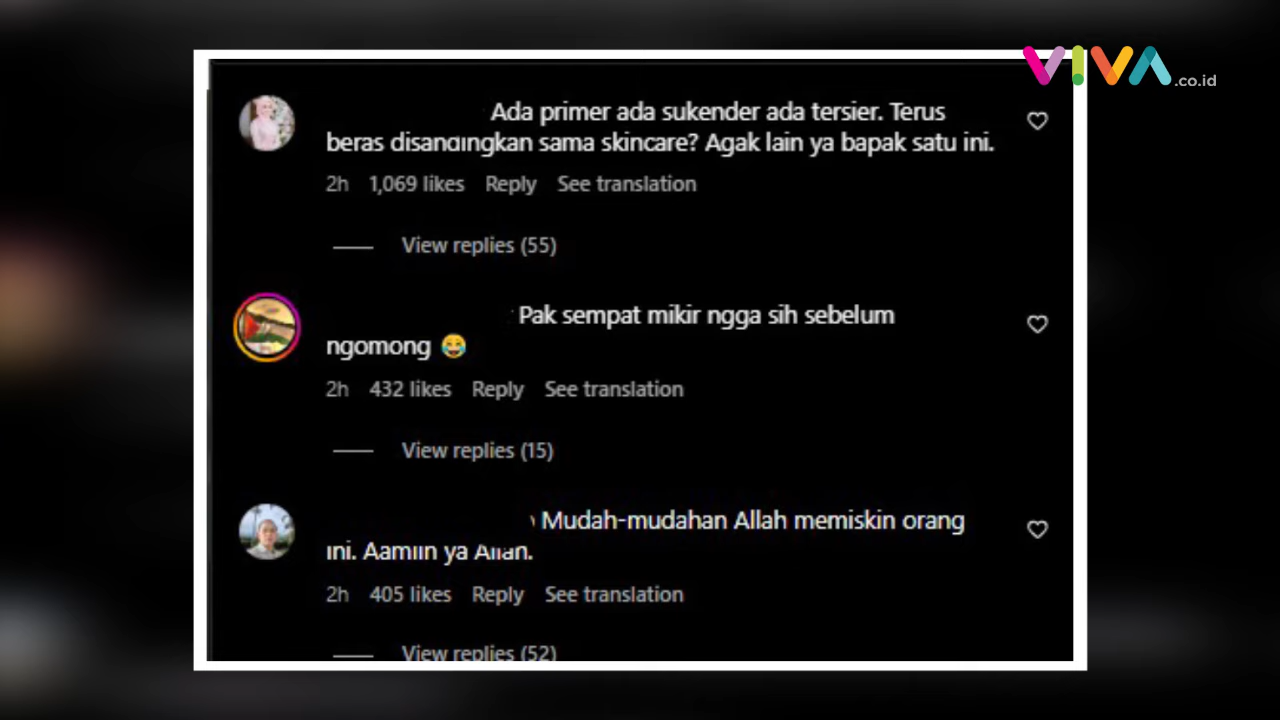 VIVA.co.id
Ada primer ada sukender ada tersier. Terus
beras disandingkan sama skincare? Agak lain ya bapak satu ini.
2h 1,069 likes Reply See translation
View replies (55)
Pak sempat mikir ngga sih sebelum
ngomong 😂
2h 432 likes Reply See translation
View replies (15)
Mudah-mudahan Allah memiskin orang
ini. Aamiin ya Allah.
2h 405 likes Reply See translation
View replies (52)